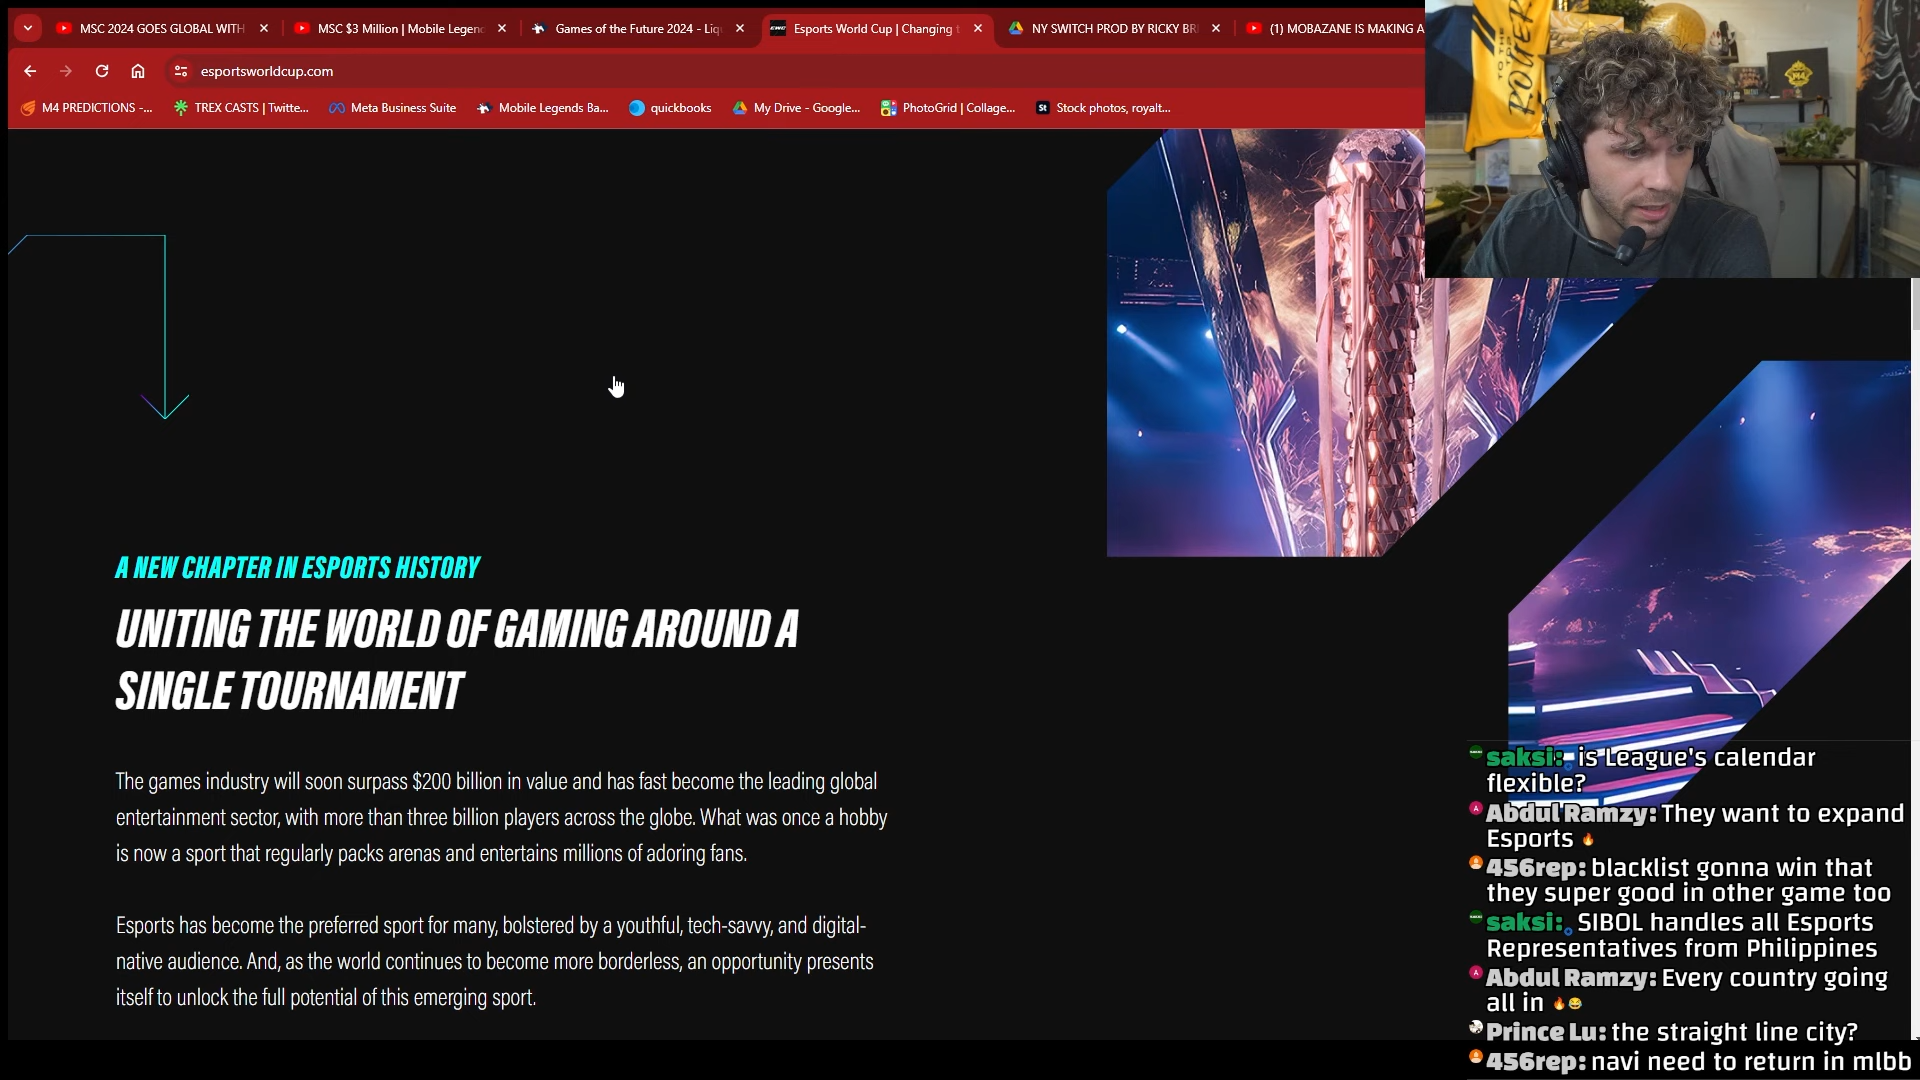 MSC 2024 GOES GLOBAL WITH
MSC $3 Million | Mobile Legen
Games of the Future 2024 - Liq
Esports World Cup | Changing t
NY SWITCH PROD BY RICKY BR
(1) MOBAZANE IS MAKING A
esportsworldcup.com
M4 PREDICTIONS -...
TREX CASTS | Twitte...
Meta Business Suite
Mobile Legends Ba...
quickbooks
My Drive - Google...
PhotoGrid | Collage...
St
Stock photos, royalt...
TO THE
POWER
A NEW CHAPTER IN ESPORTS HISTORY
UNITING THE WORLD OF GAMING AROUND A
SINGLE TOURNAMENT
The games industry will soon surpass $200 billion in value and has fast become the leading global
entertainment sector, with more than three billion players across the globe. What was once a hobby
is now a sport that regularly packs arenas and entertains millions of adoring fans.
Esports has become the preferred sport for many, bolstered by a youthful, tech-savvy, and digital-
native audience. And, as the world continues to become more borderless, an opportunity presents
itself to unlock the full potential of this emerging sport.
saksi: is League's calendar
flexible?
Abdul Ramzy: They want to expand
Esports 🔥
456rep: blacklist gonna win that
they super good in other game too
saksi: SIBOL handles all Esports
Representatives from Philippines
Abdul Ramzy: Every country going
all in 🔥😂
Prince Lu: the straight line city?
456rep: navi need to return in mlbb